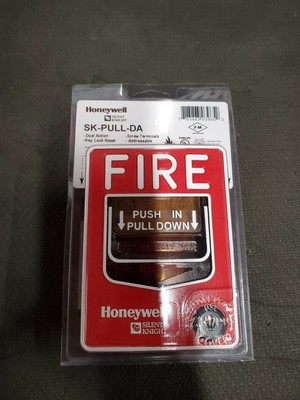 Honeywell
SILENT
KNIGHT
SK-PULL-DA
-Dual Action
-Screw Terminals
-Key Lock Reset
-Addressable
FM
FIRE
PUSH IN
PULL DOWN
Honeywell
SILENT
KNIGHT